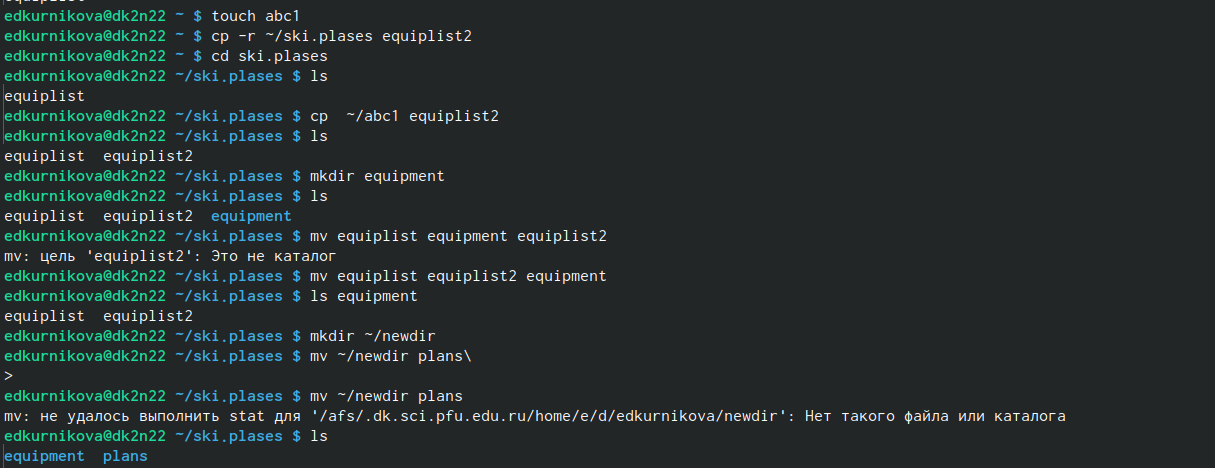 edkurnikova@dk2n22 ~ $ touch abc1
edkurnikova@dk2n22 ~ $ cp -r ~/ski.plases equiplist2
edkurnikova@dk2n22 ~ $ cd ski.plases
edkurnikova@dk2n22 ~/ski.plases $ ls
equiplist
edkurnikova@dk2n22 ~/ski.plases $ cp  ~/abc1 equiplist2
edkurnikova@dk2n22 ~/ski.plases $ ls
equiplist  equiplist2
edkurnikova@dk2n22 ~/ski.plases $ mkdir equipment
edkurnikova@dk2n22 ~/ski.plases $ ls
equiplist  equiplist2  equipment
edkurnikova@dk2n22 ~/ski.plases $ mv equiplist equipment equiplist2
mv: цель 'equiplist2': Это не каталог
edkurnikova@dk2n22 ~/ski.plases $ mv equiplist equiplist2 equipment
edkurnikova@dk2n22 ~/ski.plases $ ls equipment
equiplist  equiplist2
edkurnikova@dk2n22 ~/ski.plases $ mkdir ~/newdir
edkurnikova@dk2n22 ~/ski.plases $ mv ~/newdir plans\
>
edkurnikova@dk2n22 ~/ski.plases $ mv ~/newdir plans
mv: не удалось выполнить stat для '/afs/.dk.sci.pfu.edu.ru/home/e/d/edkurnikova/newdir': Нет такого файла или каталога
edkurnikova@dk2n22 ~/ski.plases $ ls
equipment  plans